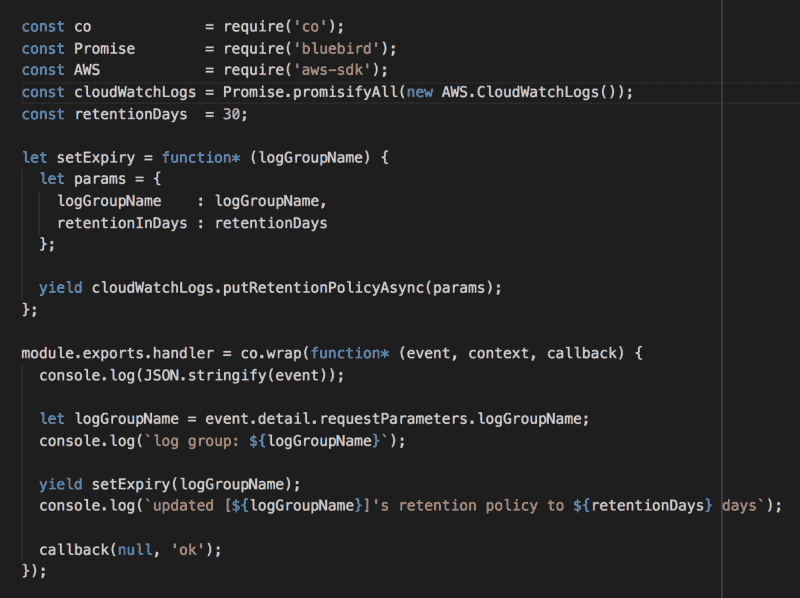 const co             = require('co');
const Promise        = require('bluebird');
const AWS            = require('aws-sdk');
const cloudWatchLogs = Promise.promisifyAll(new AWS.CloudWatchLogs());
const retentionDays  = 30;

let setExpiry = function* (logGroupName) {
  let params = {
    logGroupName    : logGroupName,
    retentionInDays : retentionDays
  };

  yield cloudWatchLogs.putRetentionPolicyAsync(params);
};

module.exports.handler = co.wrap(function* (event, context, callback) {
  console.log(JSON.stringify(event));

  let logGroupName = event.detail.requestParameters.logGroupName;
  console.log(`log group: ${logGroupName}`);

  yield setExpiry(logGroupName);
  console.log(`updated [${logGroupName}]'s retention policy to ${retentionDays} days`);

  callback(null, 'ok');
});